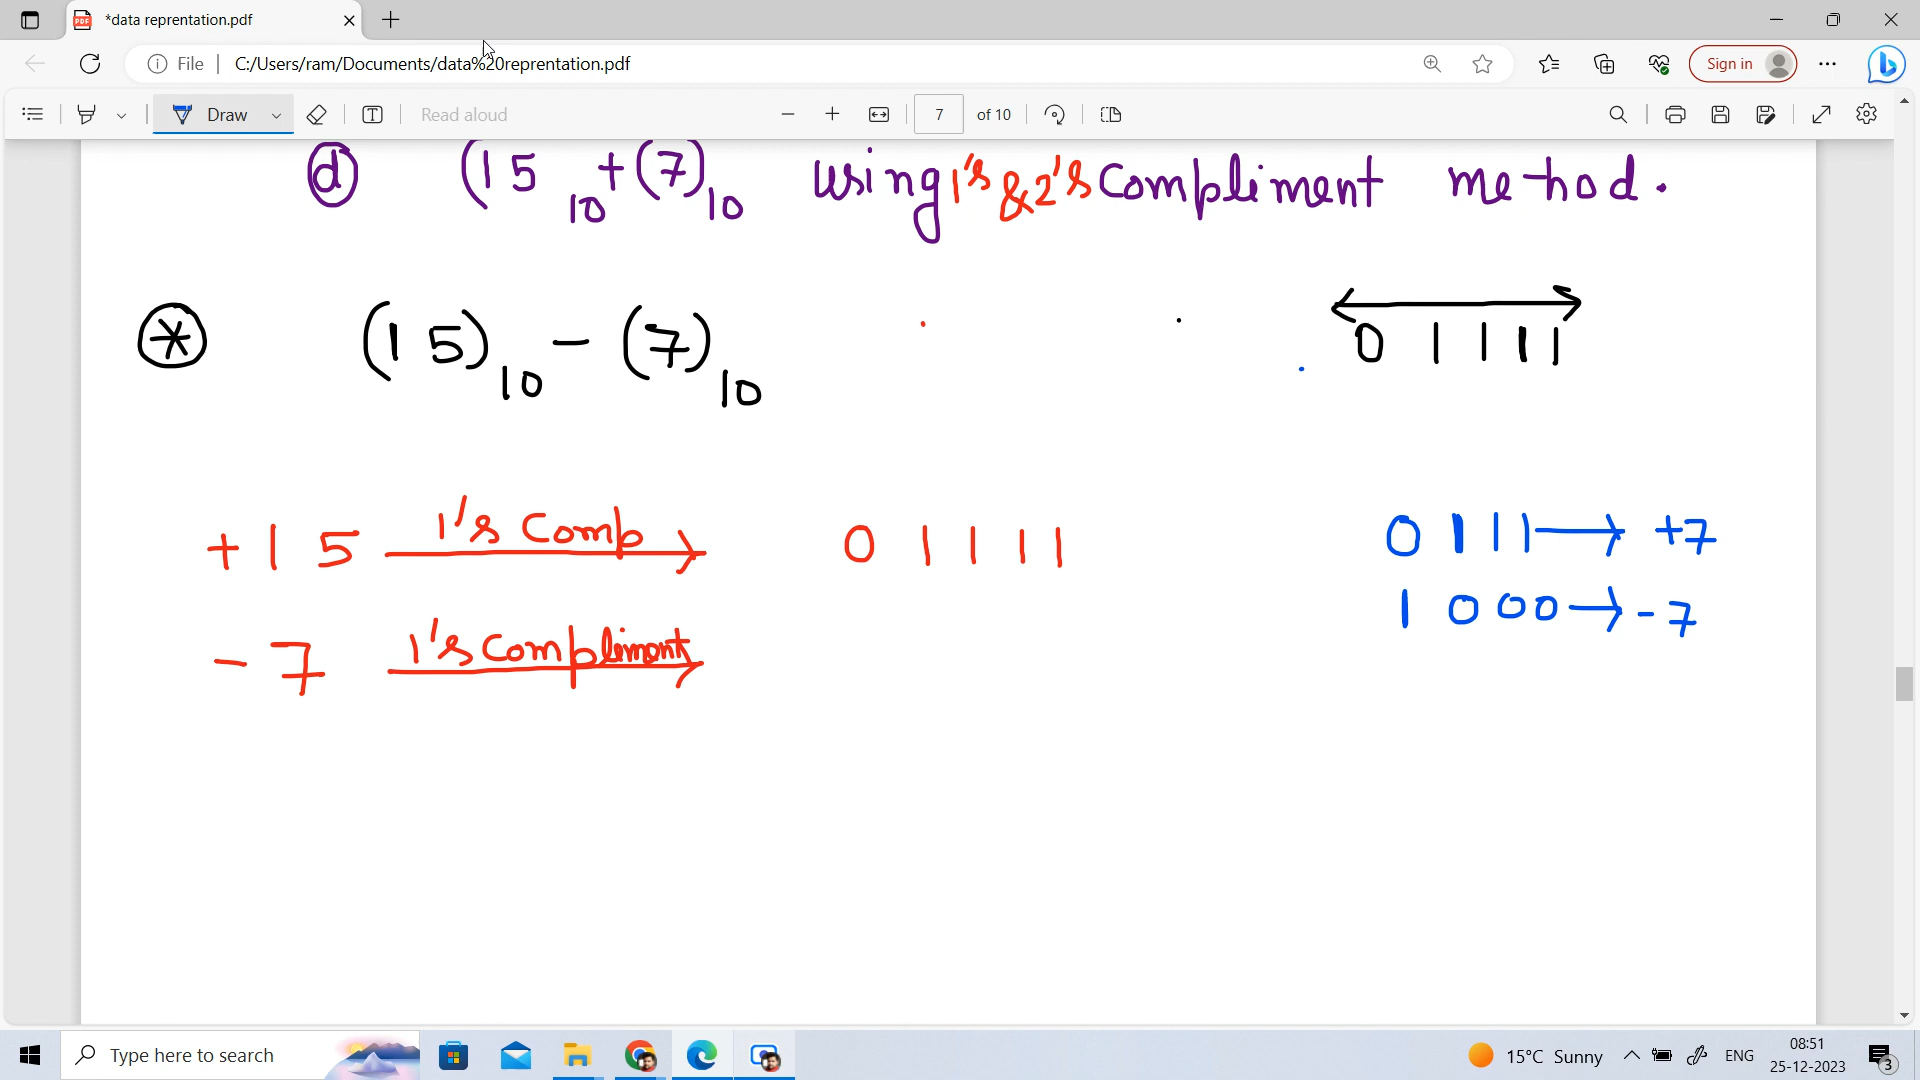 *data reprentation.pdf
File C:/Users/ram/Documents/data%20reprentation.pdf Sign in
Draw Read aloud 7 of 10
d (15 10 +(7)10 using 1's & 2's Compliment method.
* (15)10 - (7)10 0 1 1 1 1
+15 1's Comb 0 1 1 1 1 0 1 1 1 → +7
1 0 0 0 → -7
-7 1's Compliment
Type here to search 15°C Sunny ENG 08:51
25-12-2023 3